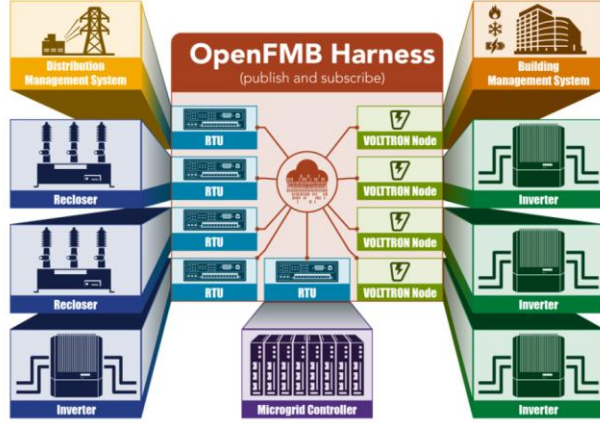 OpenFMB Harness
(publish and subscribe)
Distribution
Management System
Building
Management System
RTU
VOLTTRON Node
Recloser
RTU
VOLTTRON Node
Inverter
RTU
VOLTTRON Node
Recloser
Inverter
RTU
RTU
VOLTTRON Node
Inverter
Microgrid Controller
Inverter